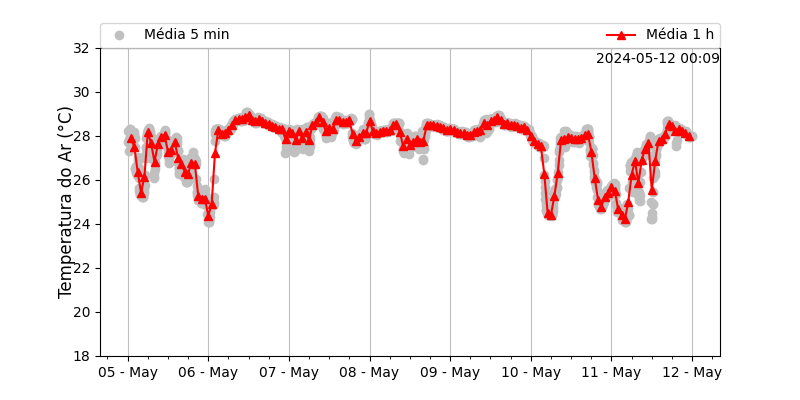 Média 5 min
Média 1 h
2024-05-12 00:09
Temperatura do Ar (°C)
32
30
28
26
24
22
20
18
05 - May
06 - May
07 - May
08 - May
09 - May
10 - May
11 - May
12 - May